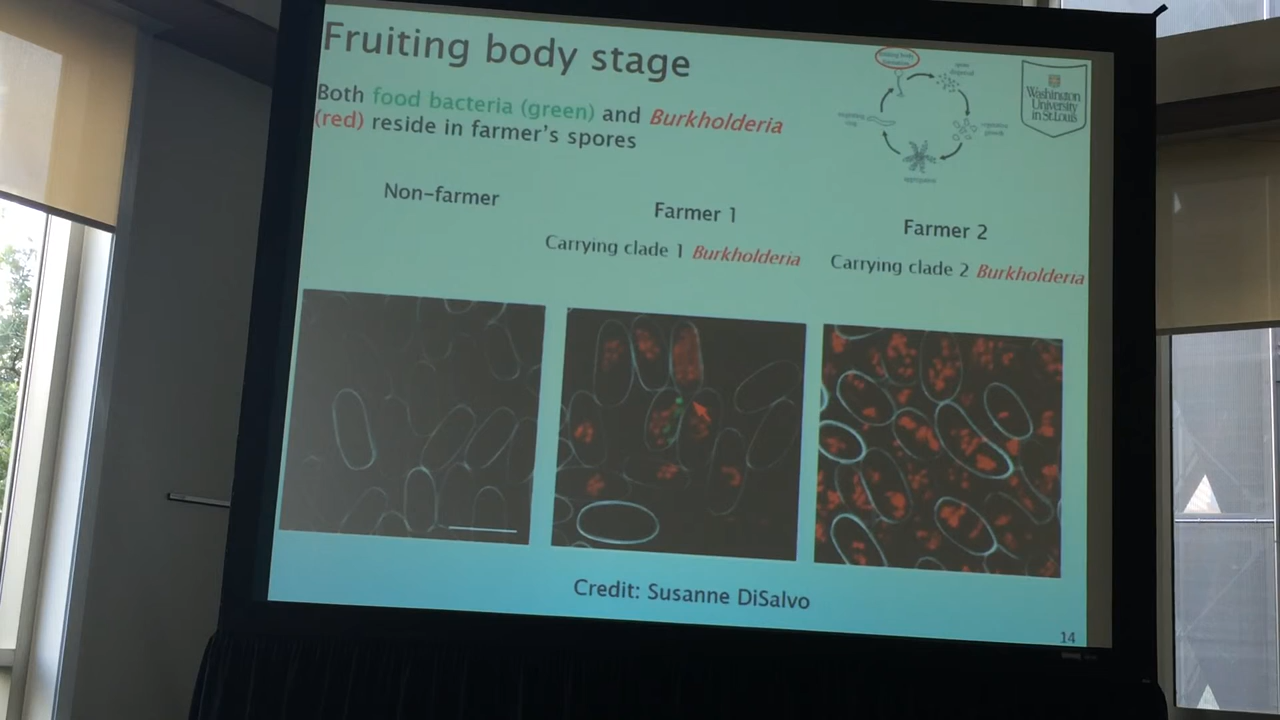 Fruiting body stage
Both food bacteria (green) and Burkholderia
(red) reside in farmer's spores
Washington
University
in St.Louis
Non-farmer
Farmer 1
Farmer 2
Carrying clade 1 Burkholderia
Carrying clade 2 Burkholderia
Credit: Susanne DiSalvo
14